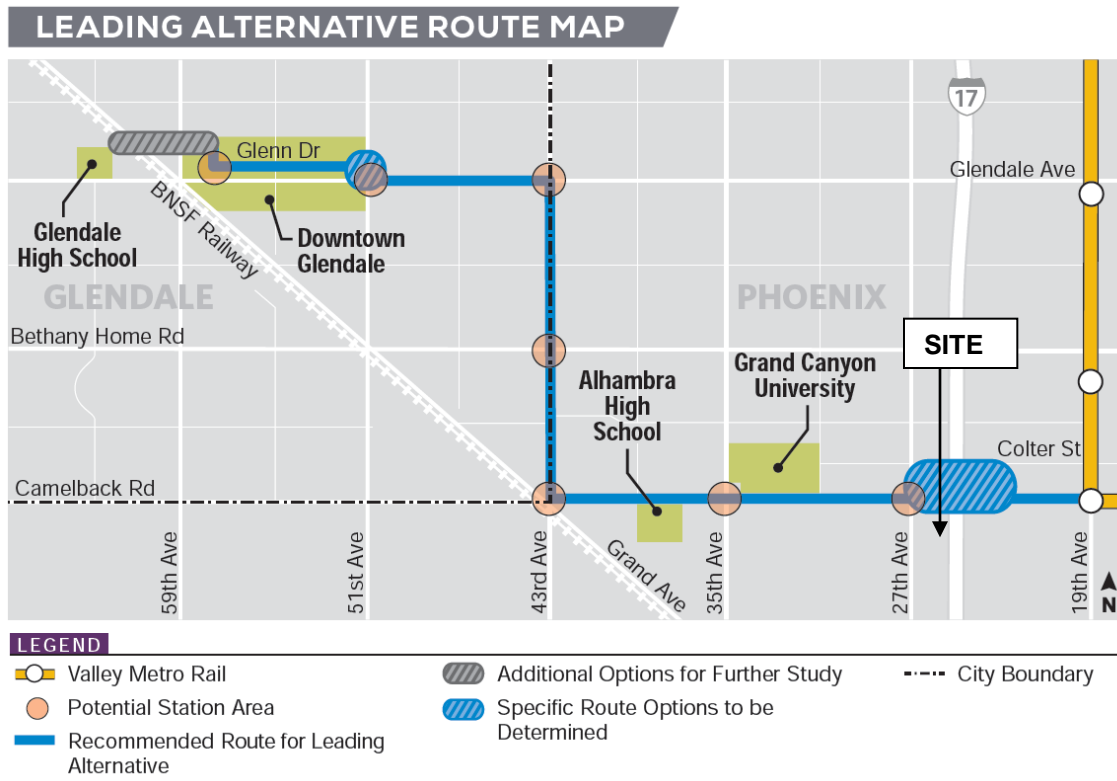 LEADING ALTERNATIVE ROUTE MAP
17
Glenn Dr
Glendale Ave
Glendale
High School
BNSF Railway
Downtown
Glendale
GLENDALE
PHOENIX
Bethany Home Rd
SITE
Alhambra
High
School
Grand Canyon
University
Colter St
Camelback Rd
59th Ave
51st Ave
43rd Ave
Grand Ave
35th Ave
27th Ave
19th Ave
N
LEGEND
Valley Metro Rail
Potential Station Area
Recommended Route for Leading
Alternative
Additional Options for Further Study
Specific Route Options to be
Determined
City Boundary